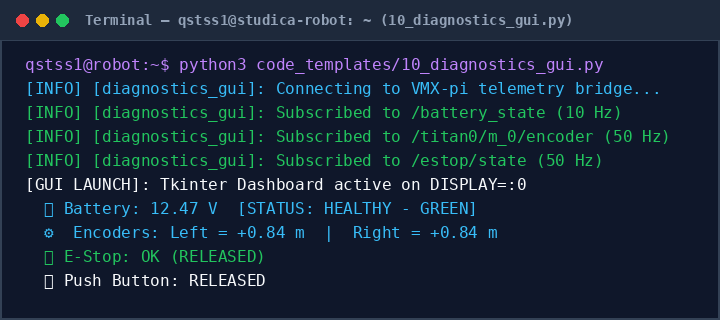 Terminal — qstss1@studica-robot: ~ (10_diagnostics_gui.py)
qstss1@robot:~$ python3 code_templates/10_diagnostics_gui.py
[INFO] [diagnostics_gui]: Connecting to VMX-pi telemetry bridge...
[INFO] [diagnostics_gui]: Subscribed to /battery_state (10 Hz)
[INFO] [diagnostics_gui]: Subscribed to /titan0/m_0/encoder (50 Hz)
[INFO] [diagnostics_gui]: Subscribed to /estop/state (50 Hz)
[GUI LAUNCH]: Tkinter Dashboard active on DISPLAY=:0
Battery: 12.47 V [STATUS: HEALTHY - GREEN]
⚙ Encoders: Left = +0.84 m | Right = +0.84 m
E-Stop: OK (RELEASED)
Push Button: RELEASED